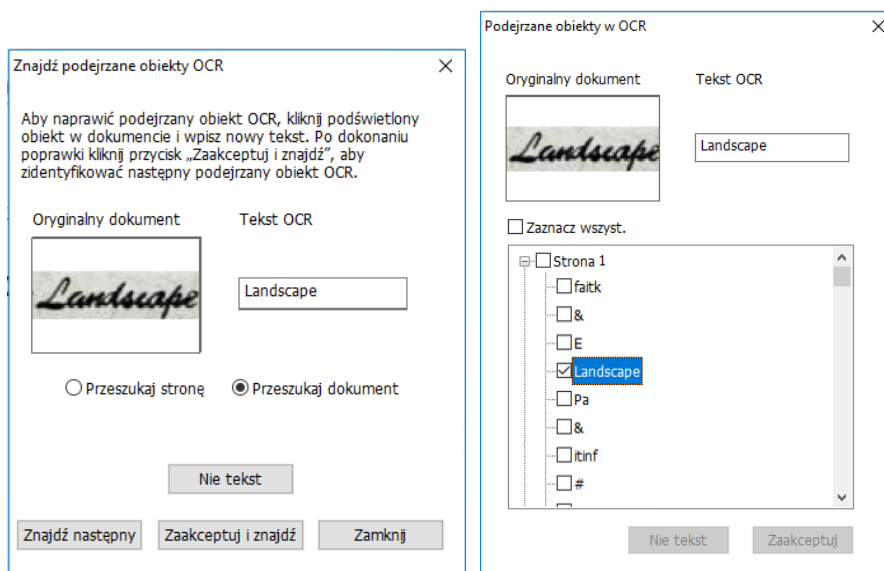 Znajdź podejrzane obiekty OCR
Aby naprawić podejrzany obiekt OCR, kliknij podświetlony
obiekt w dokumencie i wpisz nowy tekst. Po dokonaniu
poprawki kliknij przycisk „Zaakceptuj i znajdź”, aby
zidentyfikować następny podejrzany obiekt OCR.
Oryginalny dokument Tekst OCR
Landscape Landscape
Przeszukaj stronę Przeszukaj dokument
Nie tekst
Znajdź następny Zaakceptuj i znajdź Zamknij
Podejrzane obiekty w OCR
Oryginalny dokument Tekst OCR
Landscape Landscape
Zaznacz wszyst.
Strona 1
faitk
&
E
Landscape
Pa
&
itinf
#
Nie tekst Zaakceptuj